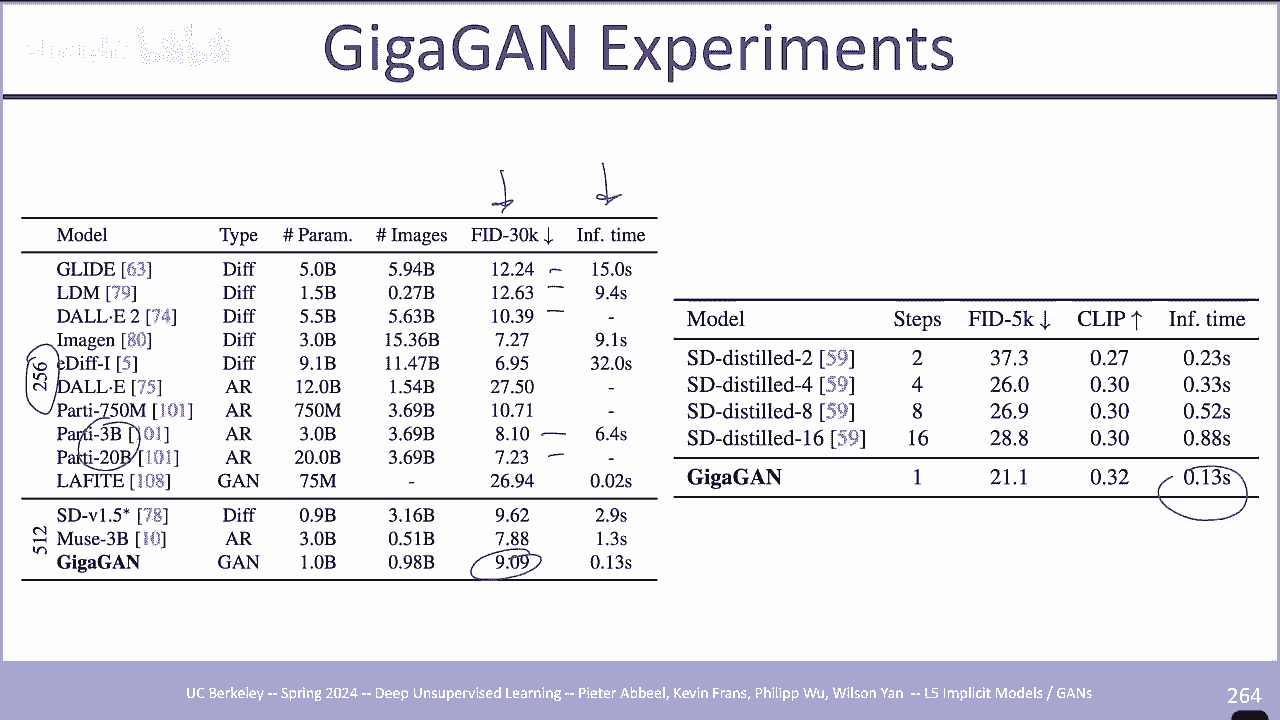 GigaGAN Experiments
Model Type # Param. # Images FID-30k ↓ Inf. time
256
GLIDE [63] Diff 5.0B 5.94B 12.24 15.0s
LDM [79] Diff 1.5B 0.27B 12.63 9.4s
DALL·E 2 [74] Diff 5.5B 5.63B 10.39 -
Imagen [80] Diff 3.0B 15.36B 7.27 9.1s
eDiff-I [5] Diff 9.1B 11.47B 6.95 32.0s
DALL·E [75] AR 12.0B 1.54B 27.50 -
Parti-750M [101] AR 750M 3.69B 10.71 -
Parti-3B [101] AR 3.0B 3.69B 8.10 6.4s
Parti-20B [101] AR 20.0B 3.69B 7.23 -
LAFITE [108] GAN 75M - 26.94 0.02s
512
SD-v1.5* [78] Diff 0.9B 3.16B 9.62 2.9s
Muse-3B [10] AR 3.0B 0.51B 7.88 1.3s
GigaGAN GAN 1.0B 0.98B 9.09 0.13s
Model Steps FID-5k ↓ CLIP ↑ Inf. time
SD-distilled-2 [59] 2 37.3 0.27 0.23s
SD-distilled-4 [59] 4 26.0 0.30 0.33s
SD-distilled-8 [59] 8 26.9 0.30 0.52s
SD-distilled-16 [59] 16 28.8 0.30 0.88s
GigaGAN 1 21.1 0.32 0.13s
UC Berkeley -- Spring 2024 -- Deep Unsupervised Learning -- Pieter Abbeel, Kevin Frans, Philipp Wu, Wilson Yan -- L5 Implicit Models / GANs
264